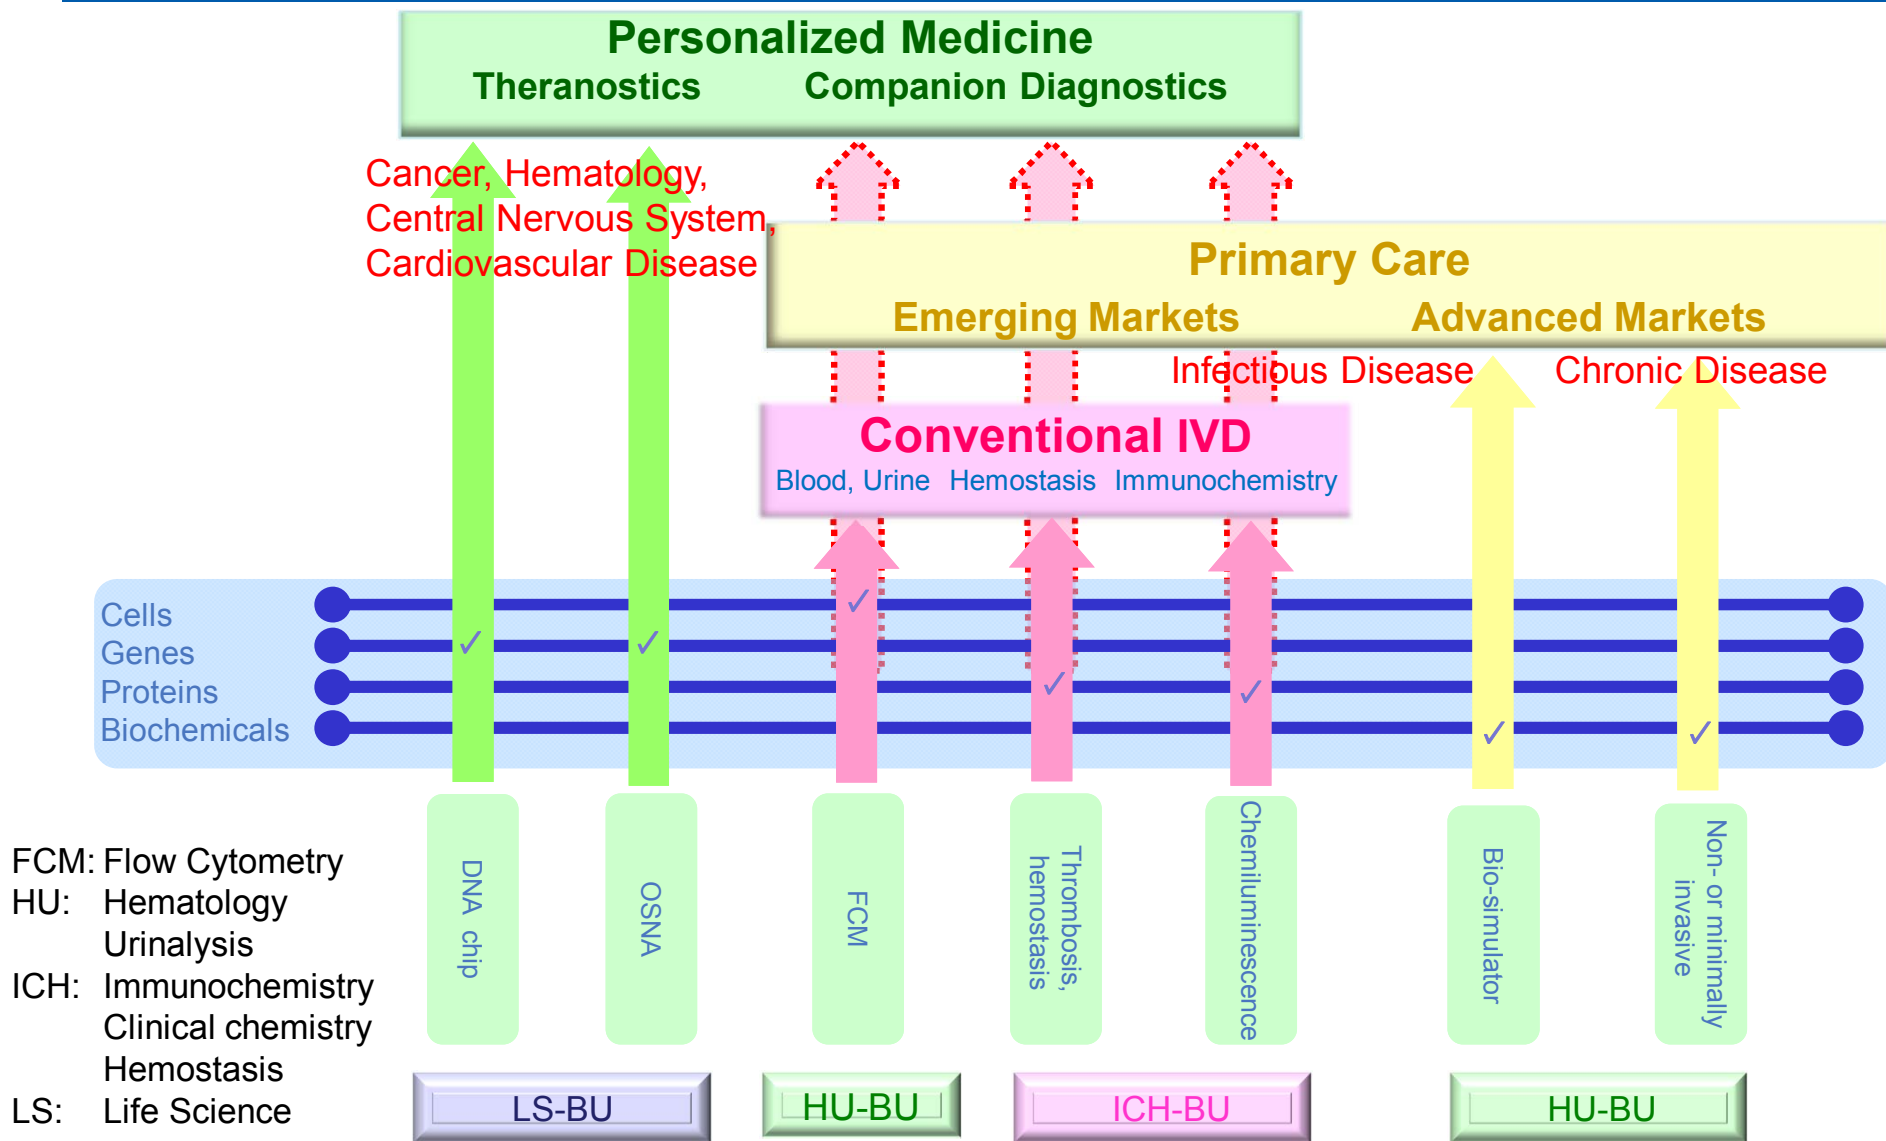 Personalized Medicine
Theranostics Companion Diagnostics
Cancer, Hematology,
Central Nervous System,
Cardiovascular Disease
Primary Care
Emerging Markets Advanced Markets
Infectious Disease Chronic Disease
Conventional IVD
Blood, Urine Hemostasis Immunochemistry
Cells
Genes
Proteins
Biochemicals
DNA chip
OSNA
FCM
Thrombosis,
hemostasis
Chemiluminescence
Bio-simulator
Non- or minimally
invasive
FCM: Flow Cytometry
HU: Hematology
Urinalysis
ICH: Immunochemistry
Clinical chemistry
Hemostasis
LS: Life Science
LS-BU
HU-BU
ICH-BU
HU-BU